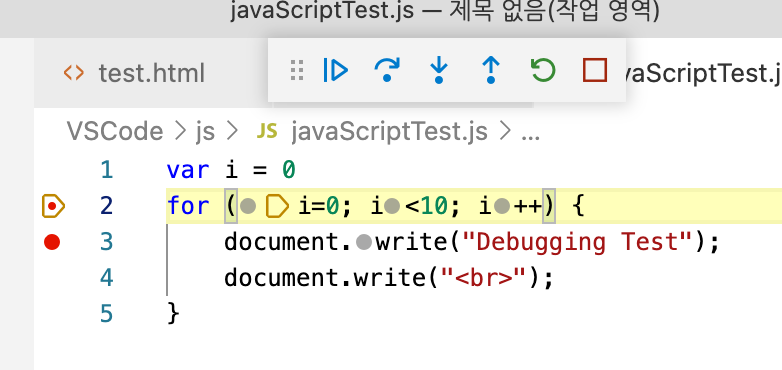 javaScriptTest.js — 제목 없음(작업 영역)
<> test.html
vaScriptTest.j
VSCode > js > JS javaScriptTest.js > ...
1 var i = 0
2 for (i=0; i<10; i++) {
3 document.write("Debugging Test");
4 document.write("<br>");
5 }